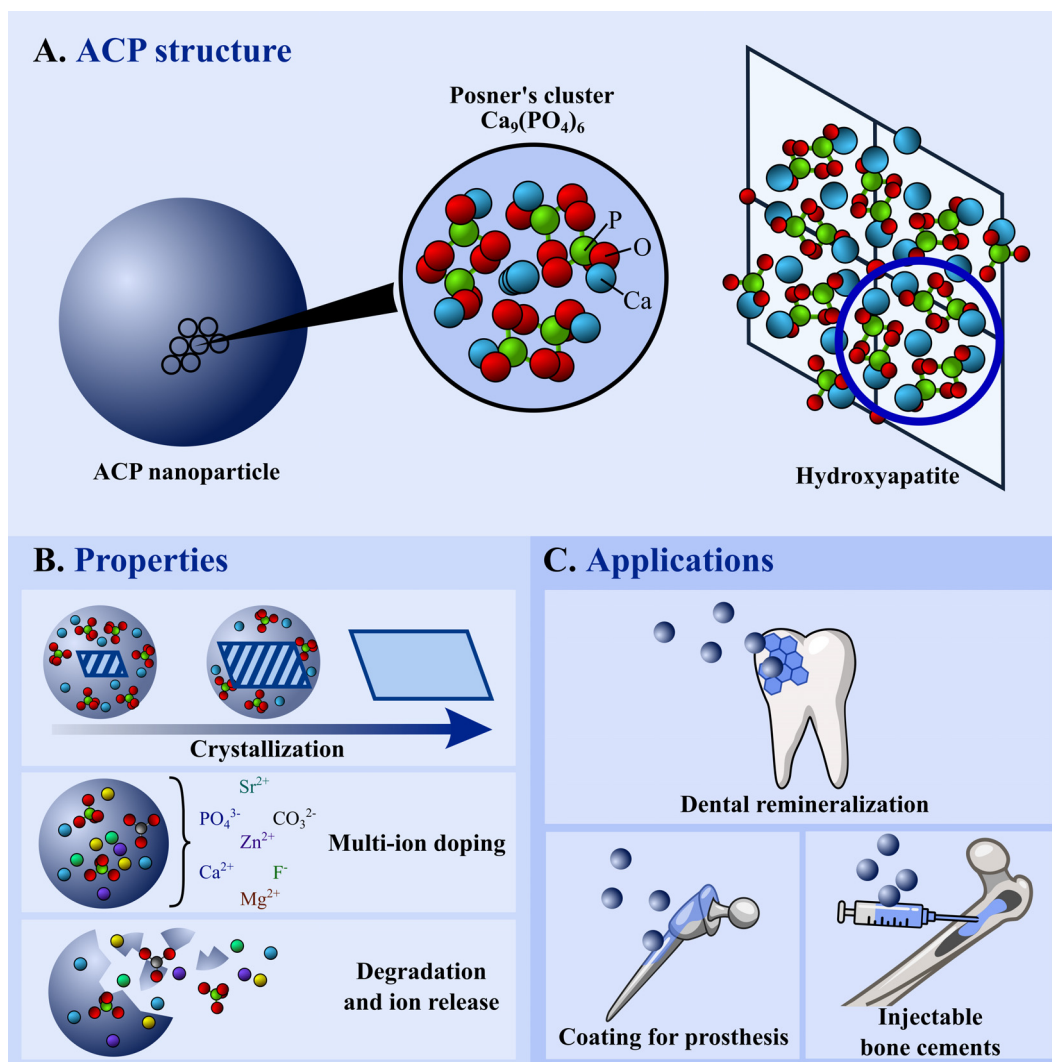 A. ACP structure
Posner's cluster
Ca₉(PO₄)₆
P
O
Ca
ACP nanoparticle
Hydroxyapatite
B. Properties
Crystallization
Sr²⁺
PO₄³⁻ CO₃²⁻
Zn²⁺
Ca²⁺ F⁻
Mg²⁺
Multi-ion doping
Degradation
and ion release
C. Applications
Dental remineralization
Coating for prosthesis
Injectable
bone cements